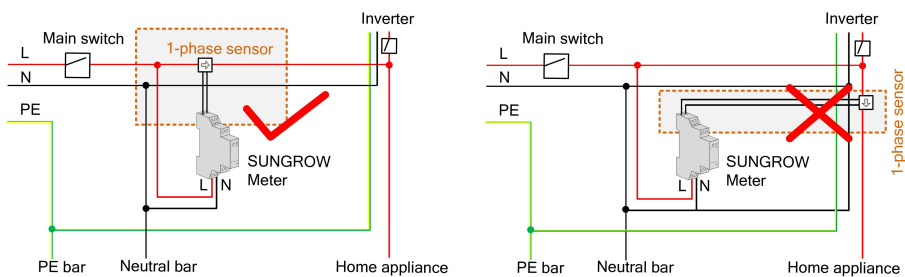 Inverter
Main switch
1-phase sensor
L
N
PE
SUNGROW
Meter
L N
PE bar
Neutral bar
Home appliance
Inverter
Main switch
L
N
PE
1-phase sensor
SUNGROW
Meter
L N
PE bar
Neutral bar
Home appliance